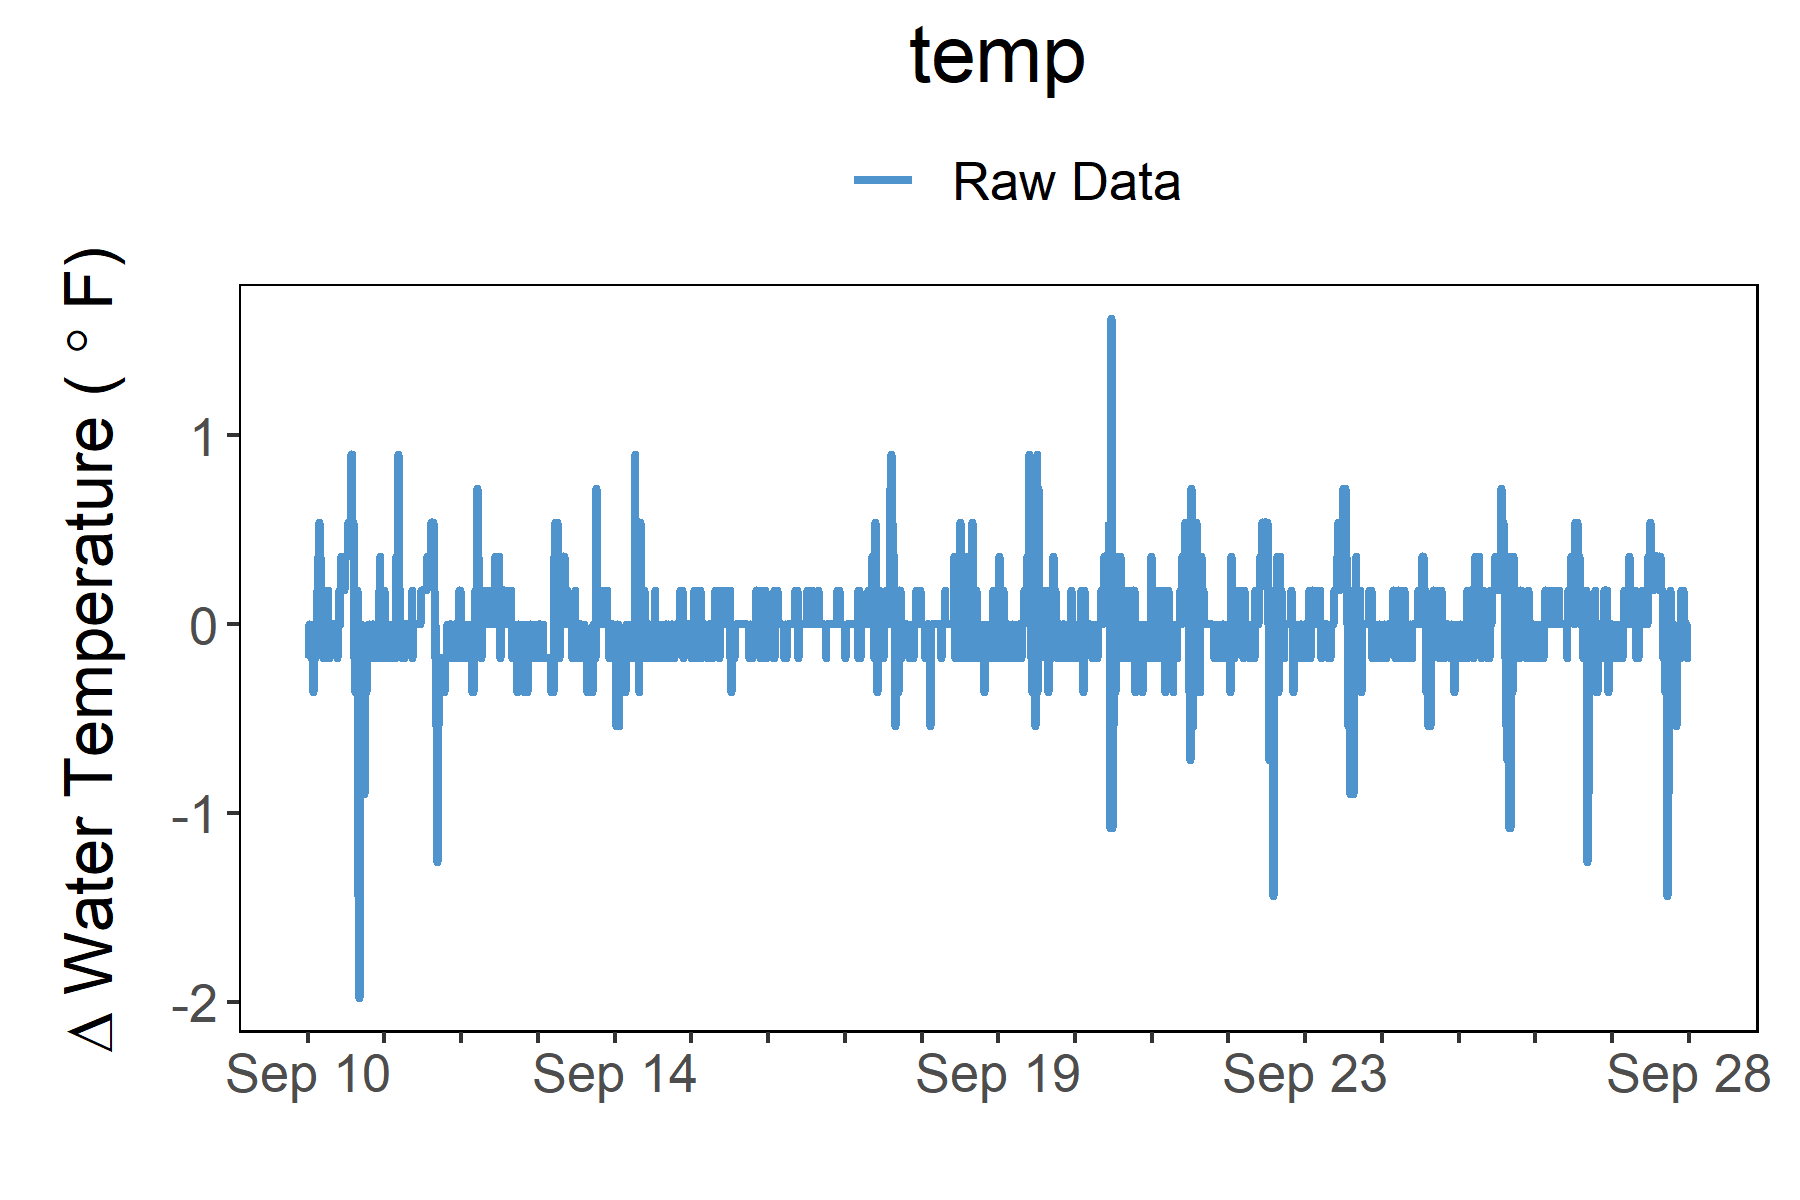 temp
Raw Data
Δ Water Temperature ( ° F)
1
0
-1
-2
Sep 10 Sep 14 Sep 19 Sep 23 Sep 28